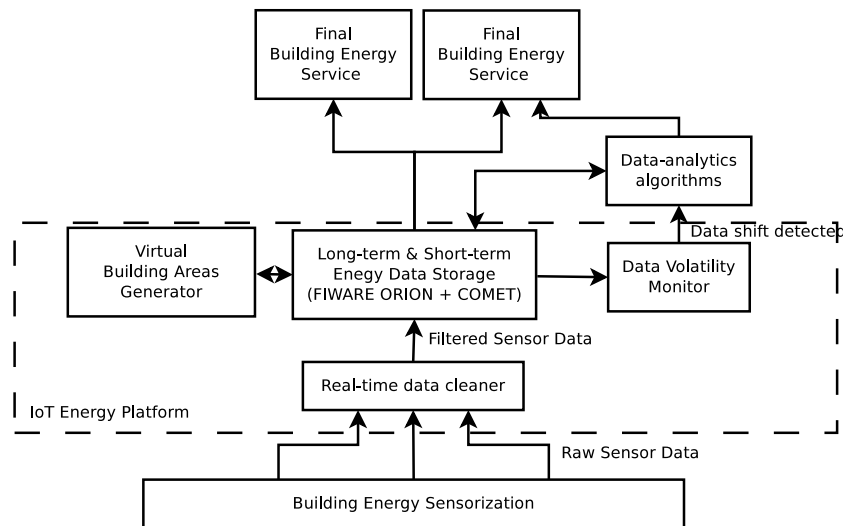 Final
Building Energy
Service
Final
Building Energy
Service
Data-analytics
algorithms
Virtual
Building Areas
Generator
Long-term & Short-term
Enegy Data Storage
(FIWARE ORION + COMET)
Data shift detected
Data Volatility
Monitor
Filtered Sensor Data
Real-time data cleaner
IoT Energy Platform
Raw Sensor Data
Building Energy Sensorization